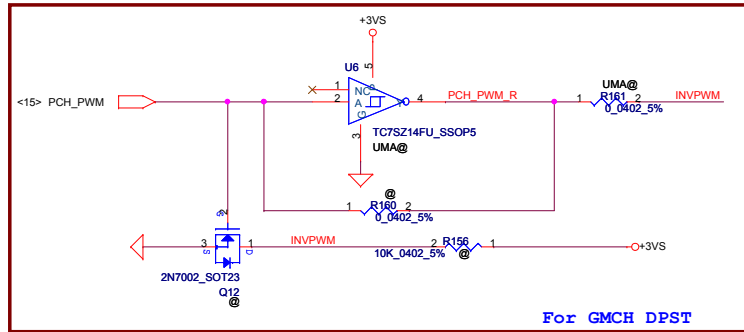 +3VS
U6
5
<15> PCH_PWM
1
NC
2
A
P
G
4
PCH_PWM_R
3
TC7SZ14FU_SSOP5
UMA@
UMA@
1
R161
2
INVPWM
0_0402_5%
@
1
R160
2
0_0402_5%
2
G
3
S
1
D
INVPWM
2
R156
1
+3VS
10K_0402_5%
@
2N7002_SOT23
Q12
@
For GMCH DPST